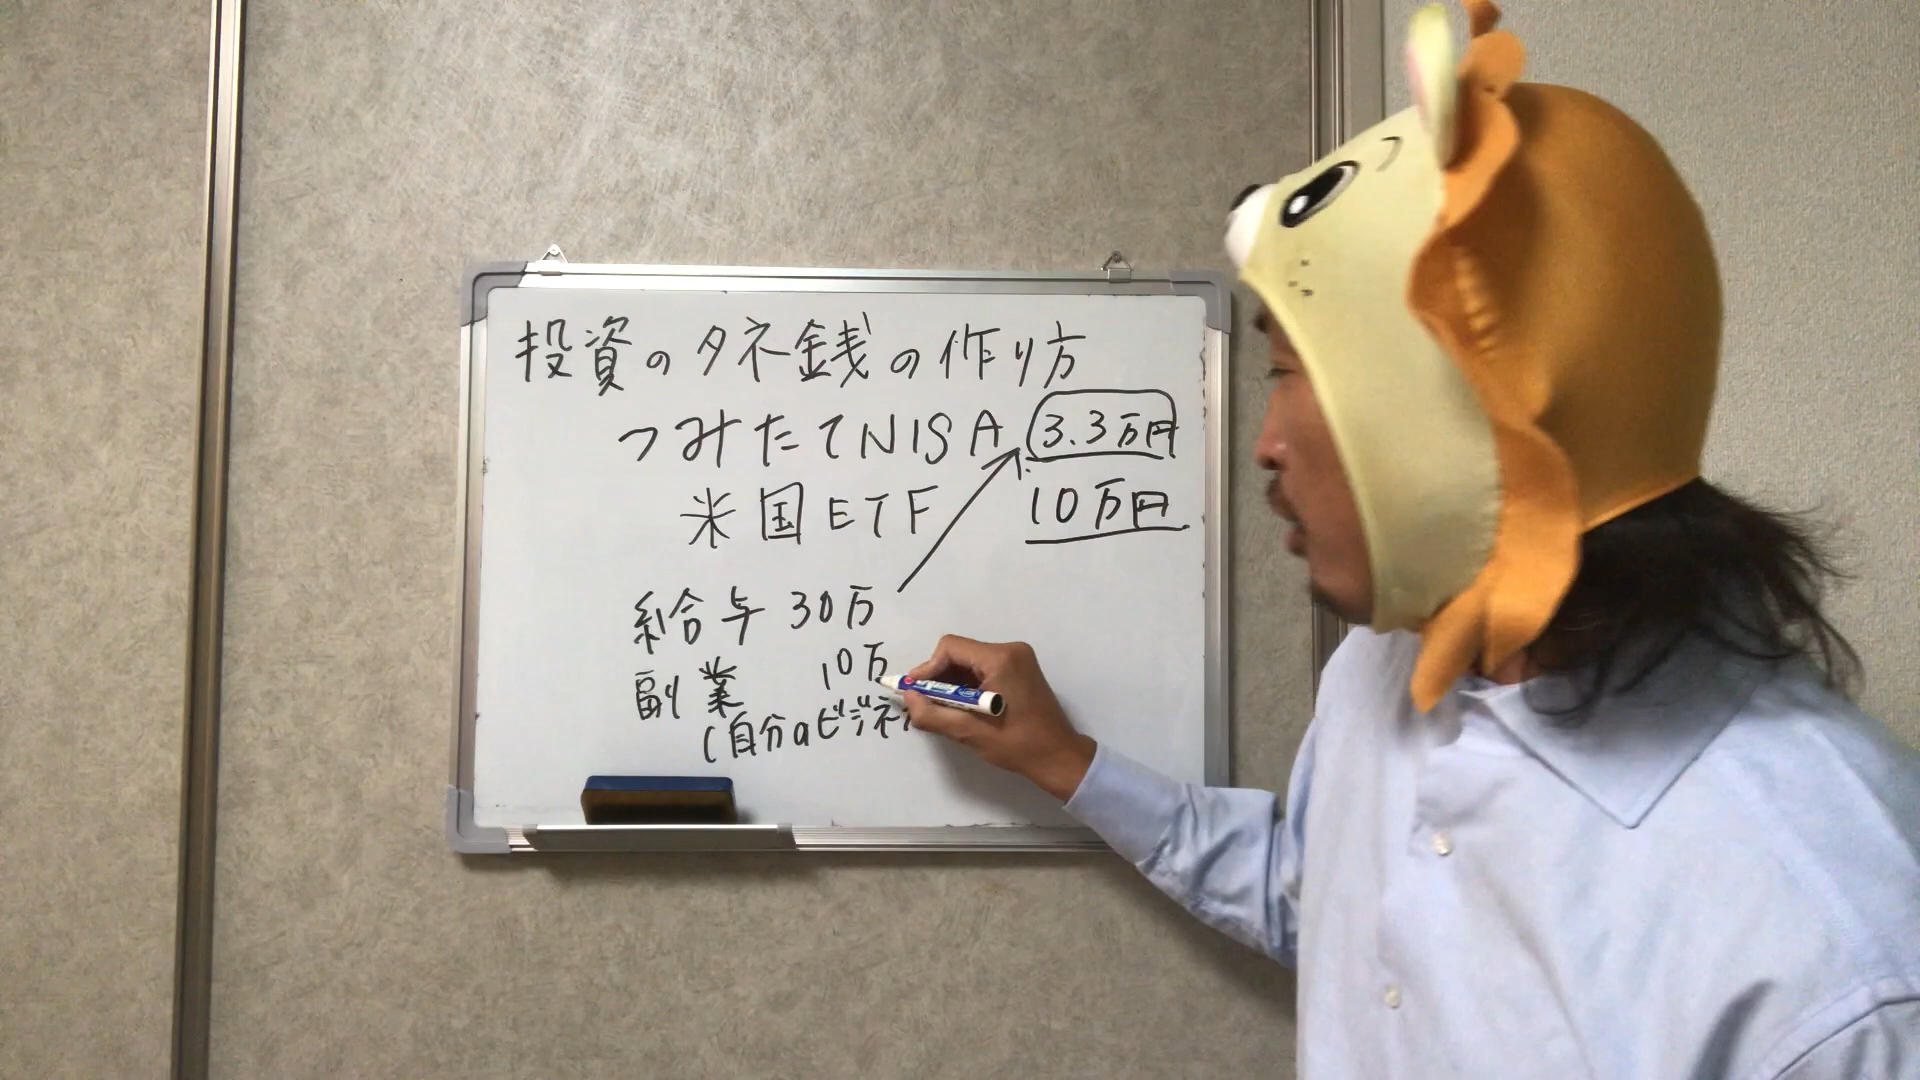 投資のタネ銭の作り方
つみたてNISA 3.3万円
米国ETF 10万円
給与 30万
副業 10万
(自分のビジネス